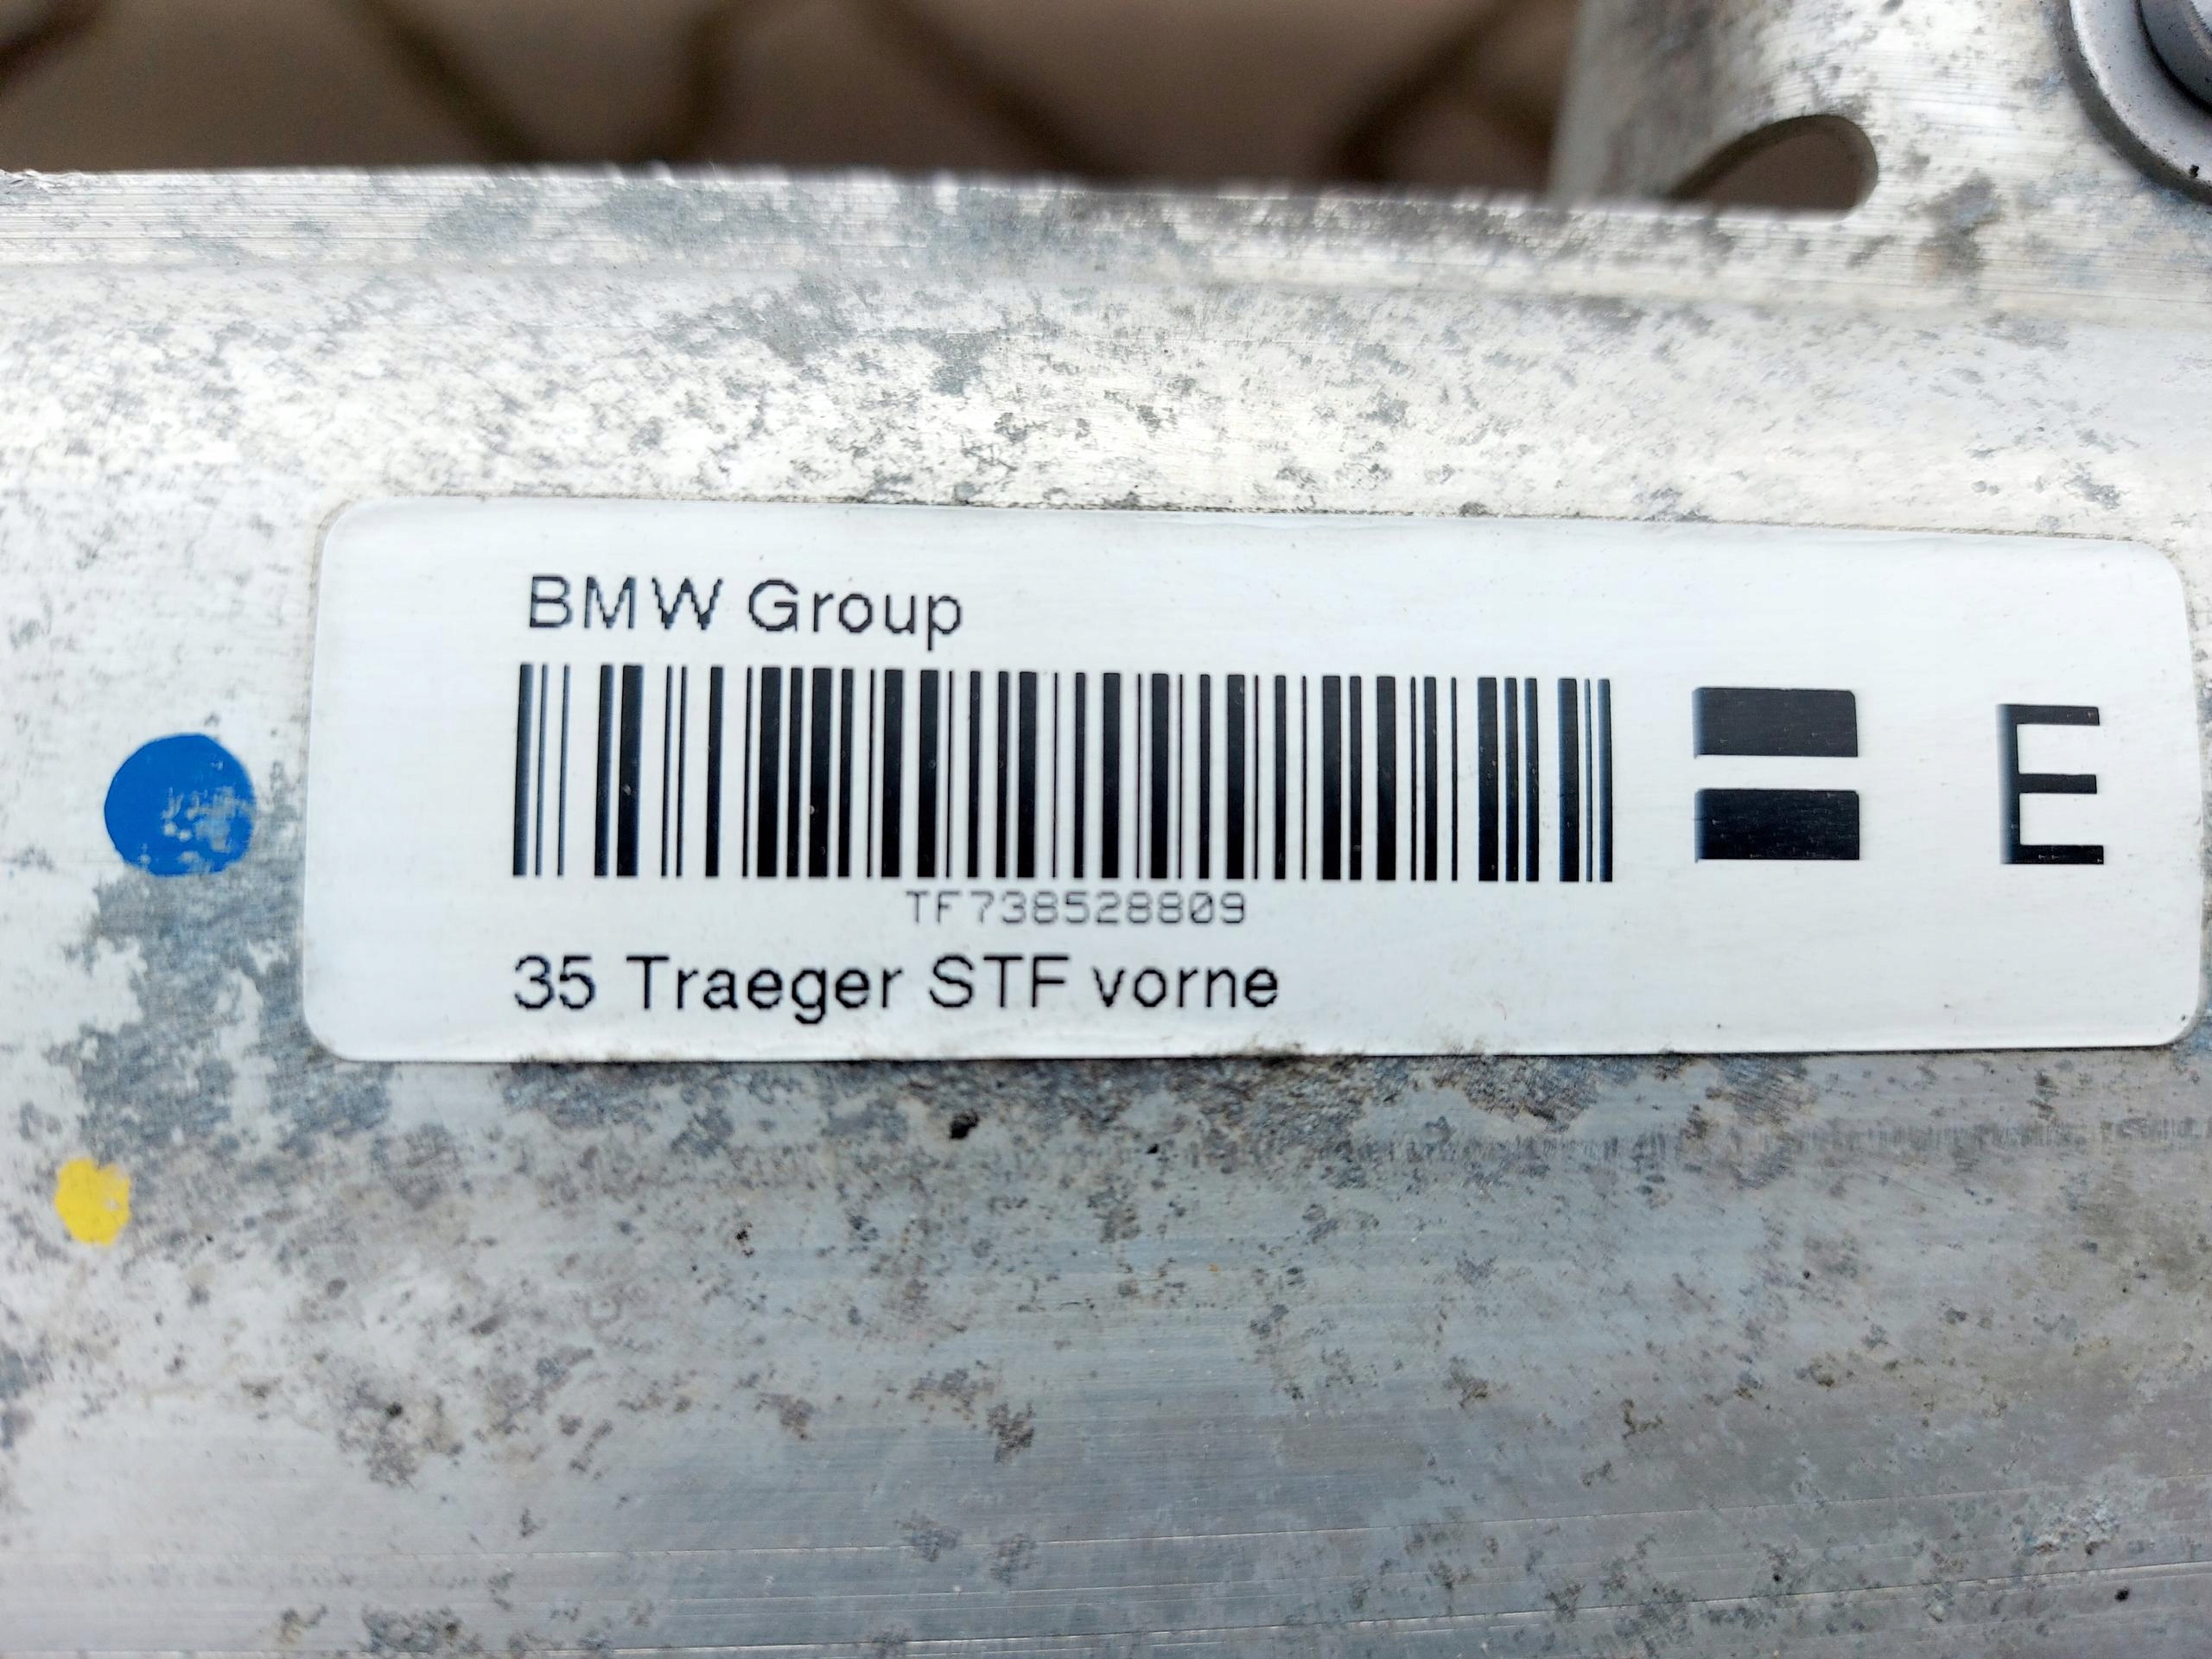 BMW Group
E
TF738528809
35 Traeger STF vorne